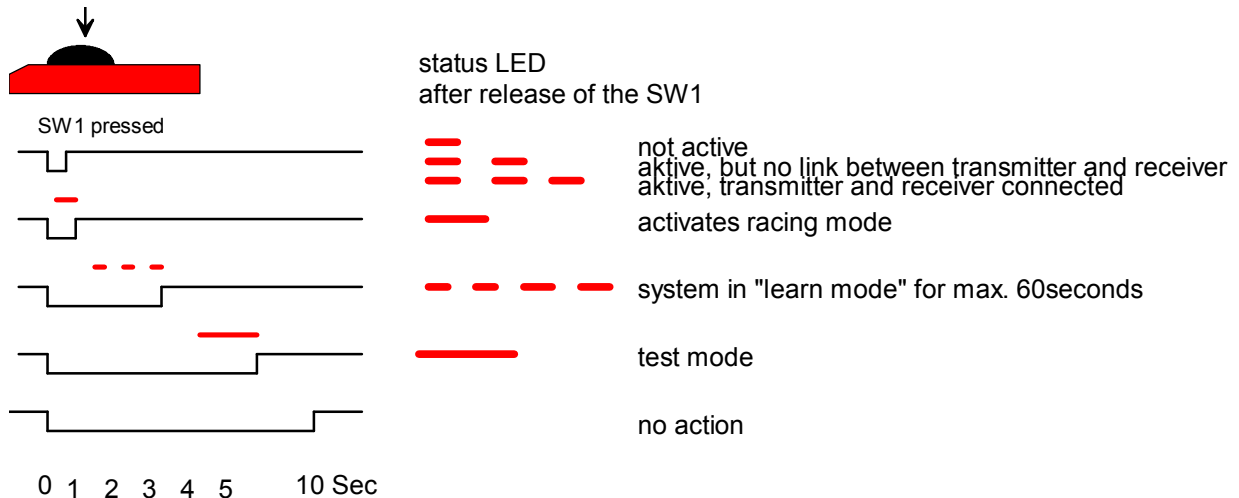 status LED
after release of the SW1
SW1 pressed
not active
aktive, but no link between transmitter and receiver
aktive, transmitter and receiver connected
activates racing mode
system in "learn mode" for max. 60seconds
test mode
no action
0 1 2 3 4 5 10 Sec